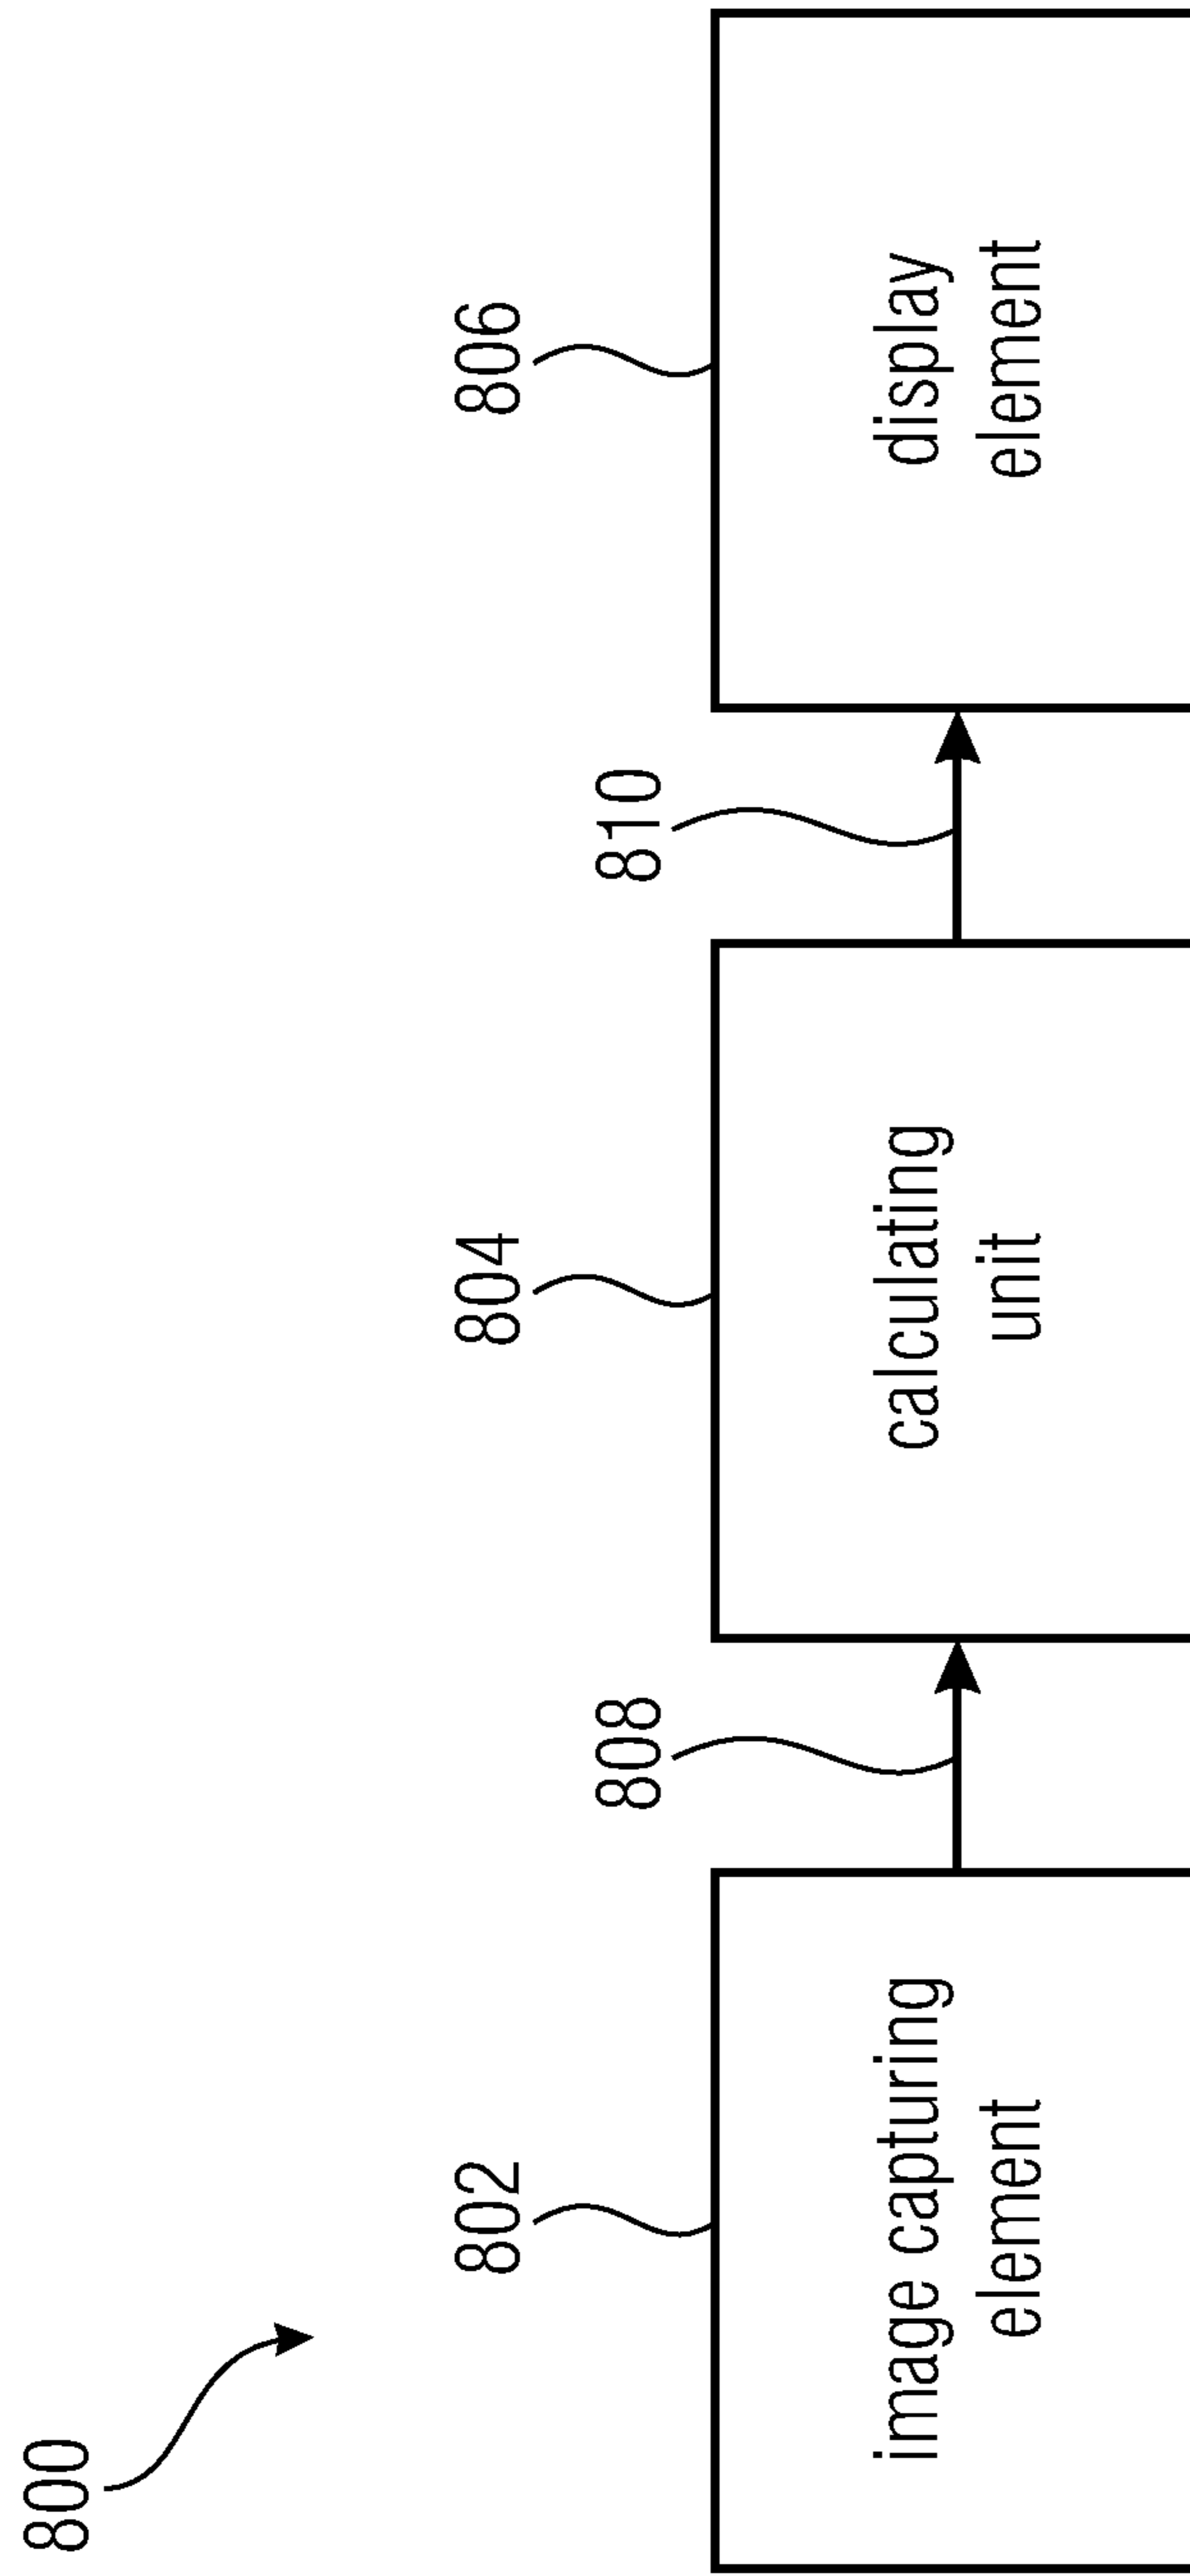 800
802
804
806
808
810
image capturing
element
calculating
unit
display
element